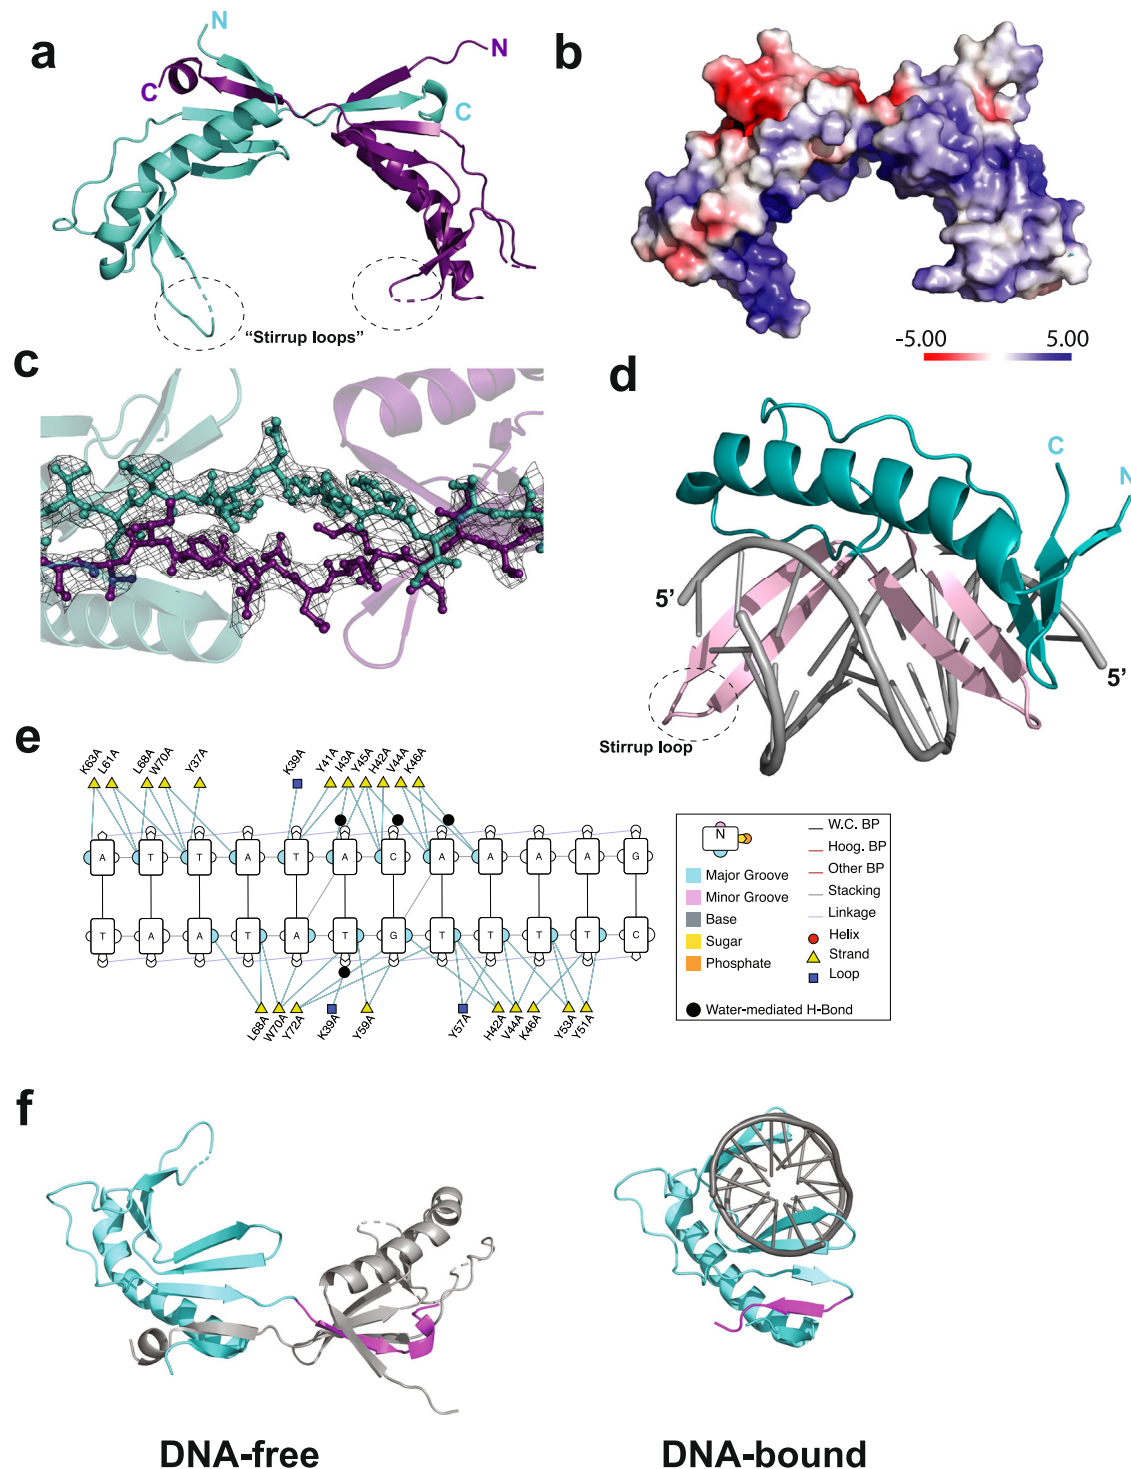 a
N
N
C
C
"Stirrup loops"
b
-5.00 5.00
c
d
C
N
5'
5'
Stirrup loop
e
K63A L61A L68A W70A Y37A K39A Y41A I43A Y45A H42A V44A K46A
A T T A T A C A A A A G
T A A T A T G T T T T C
L68A W70A Y72A K39A Y59A Y57A H42A V44A K46A Y53A Y51A
N
Major Groove
Minor Groove
Base
Sugar
Phosphate
W.C. BP
Hoog. BP
Other BP
Stacking
Linkage
Helix
Strand
Loop
Water-mediated H-Bond
f
DNA-free
DNA-bound